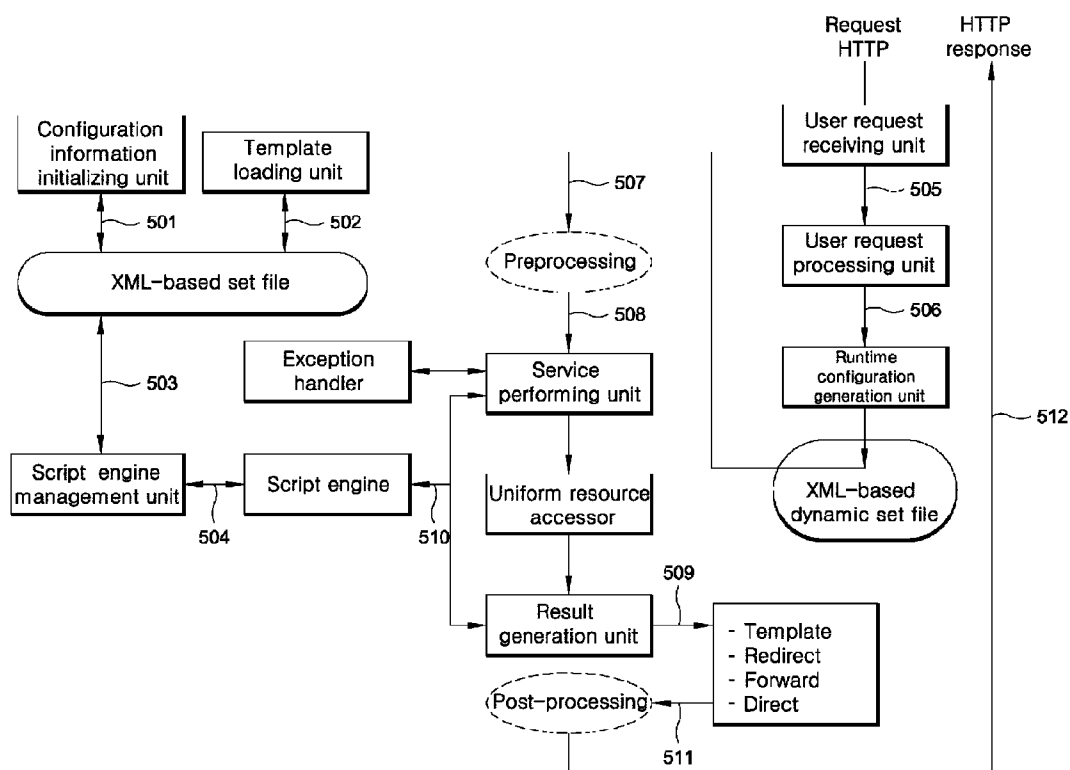 Request
HTTP
HTTP
response
Configuration
information
initializing unit
Template
loading unit
User request
receiving unit
501
502
507
505
XML-based set file
Preprocessing
User request
processing unit
508
506
503
Exception
handler
Service
performing unit
Runtime
configuration
generation unit
512
Script engine
management unit
504
Script engine
510
Uniform resource
accessor
XML-based
dynamic set file
509
Result
generation unit
- Template
- Redirect
- Forward
- Direct
Post-processing
511